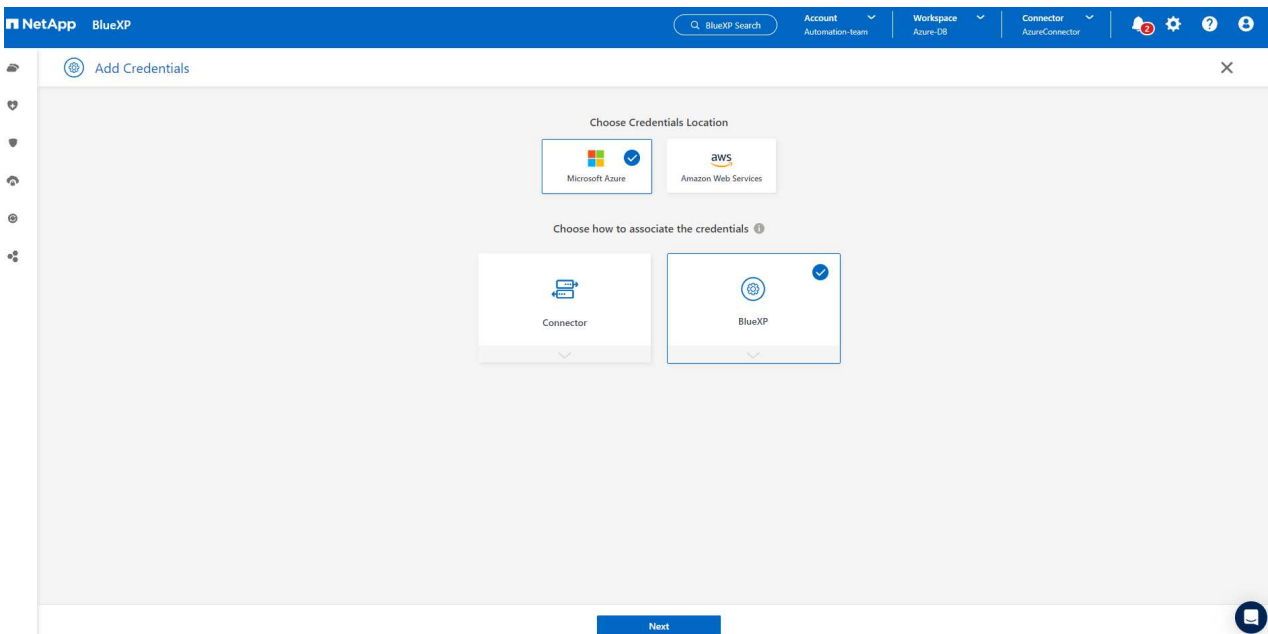 NetApp BlueXP
BlueXP Search
Account
Automation-team
Workspace
Azure-DB
Connector
AzureConnector
2
Add Credentials
Choose Credentials Location
Microsoft Azure
aws
Amazon Web Services
Choose how to associate the credentials
Connector
BlueXP
Next